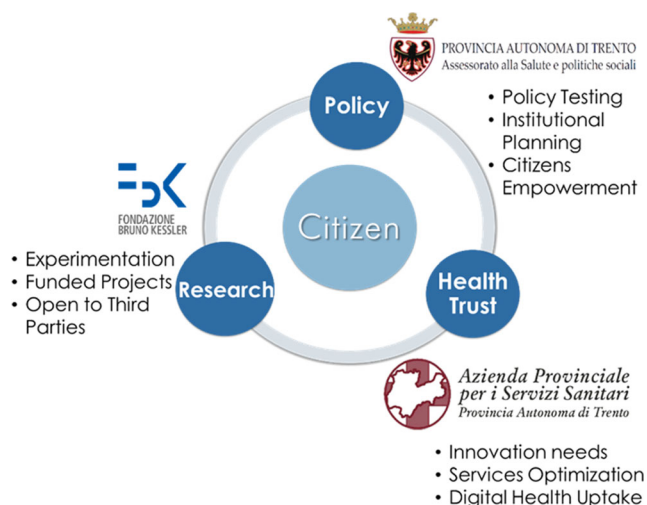 PROVINCIA AUTONOMA DI TRENTO
Assessorato alla Salute e politiche sociali
Policy
• Policy Testing
• Institutional
Planning
• Citizens
Empowerment
Citizen
FBK
FONDAZIONE
BRUNO KESSLER
• Experimentation
• Funded Projects
• Open to Third
Parties
Research
Health
Trust
Azienda Provinciale
per i Servizi Sanitari
Provincia Autonoma di Trento
• Innovation needs
• Services Optimization
• Digital Health Uptake